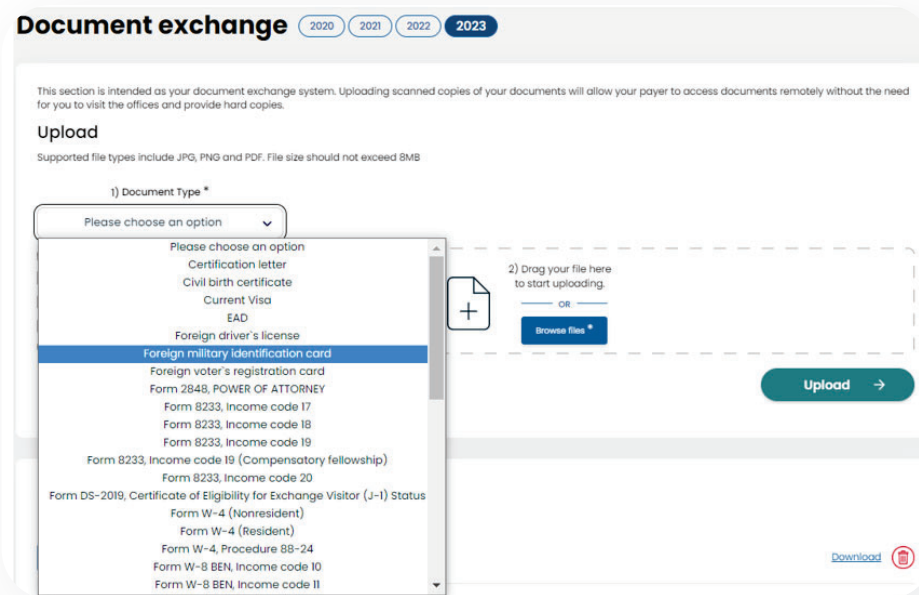 Document exchange 2020 2021 2022 2023
This section is intended as your document exchange system. Uploading scanned copies of your documents will allow your payer to access documents remotely without the need
for you to visit the offices and provide hard copies.
Upload
Supported file types include JPG, PNG and PDF. File size should not exceed 8MB
1) Document Type *
Please choose an option
Please choose an option
Certification letter
Civil birth certificate
Current Visa
EAD
Foreign driver`s license
Foreign military identification card
Foreign voter`s registration card
Form 2848, POWER OF ATTORNEY
Form 8233, Income code 17
Form 8233, Income code 18
Form 8233, Income code 19
Form 8233, Income code 19 (Compensatory fellowship)
Form 8233, Income code 20
Form DS-2019, Certificate of Eligibility for Exchange Visitor (J-1) Status
Form W-4 (Nonresident)
Form W-4 (Resident)
Form W-4, Procedure 88-24
Form W-8 BEN, Income code 10
Form W-8 BEN, Income code 11
2) Drag your file here
to start uploading.
OR
Browse files *
Upload
Download